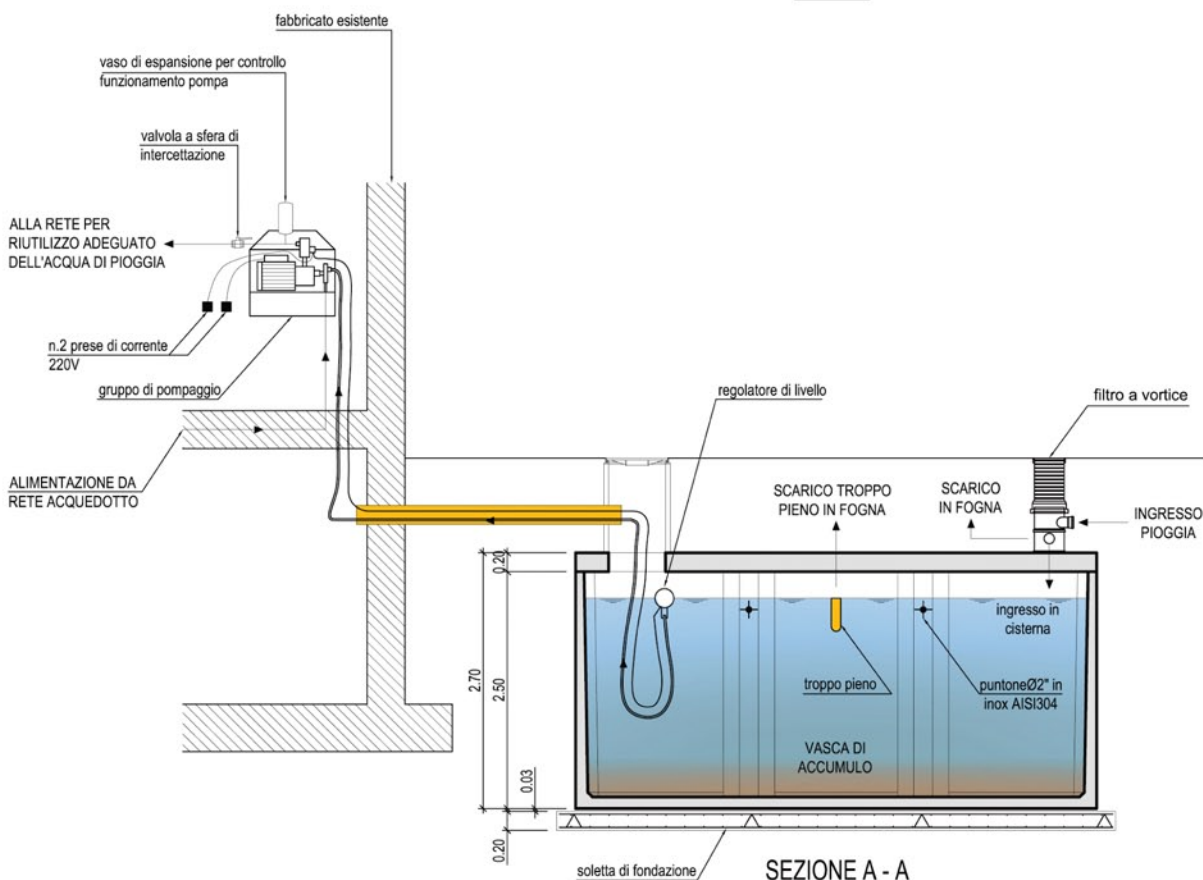 fabbricato esistente
vaso di espansione per controllo
funzionamento pompa
valvola a sfera di
intercettazione
ALLA RETE PER
RIUTILIZZO ADEGUATO
DELL'ACQUA DI PIOGGIA
n.2 prese di corrente
220V
gruppo di pompaggio
ALIMENTAZIONE DA
RETE ACQUEDOTTO
regolatore di livello
filtro a vortice
SCARICO TROPPO
PIENO IN FOGNA
SCARICO
IN FOGNA
INGRESSO
PIOGGIA
ingresso in
cisterna
troppo pieno
puntoneØ2" in
inox AISI304
VASCA DI
ACCUMULO
0.20
2.70
2.50
0.03
0.20
soletta di fondazione
SEZIONE A - A